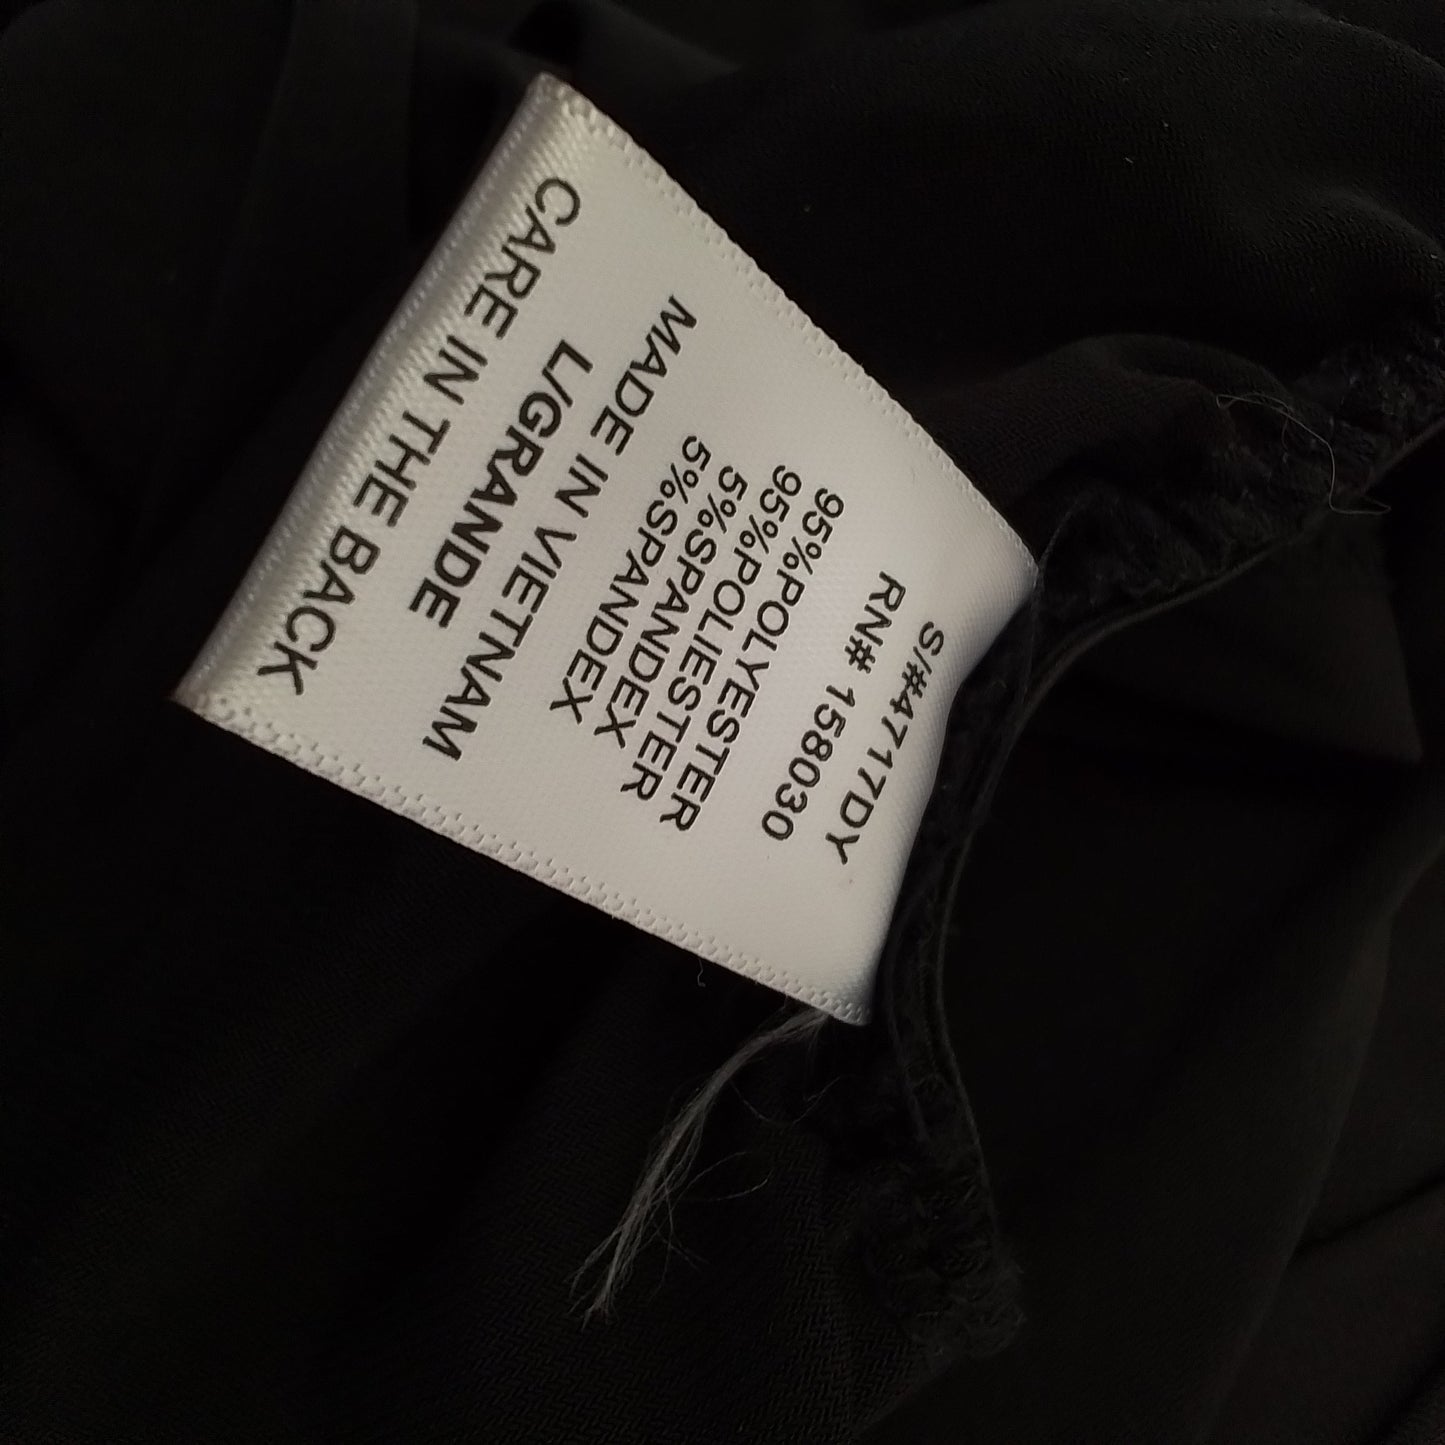 S/#4717DY
RN# 158030
95%POLYESTER
95%POLIESTER
5%SPANDEX
5%SPANDEX
MADE IN VIETNAM
L/GRANDE
CARE IN THE BACK